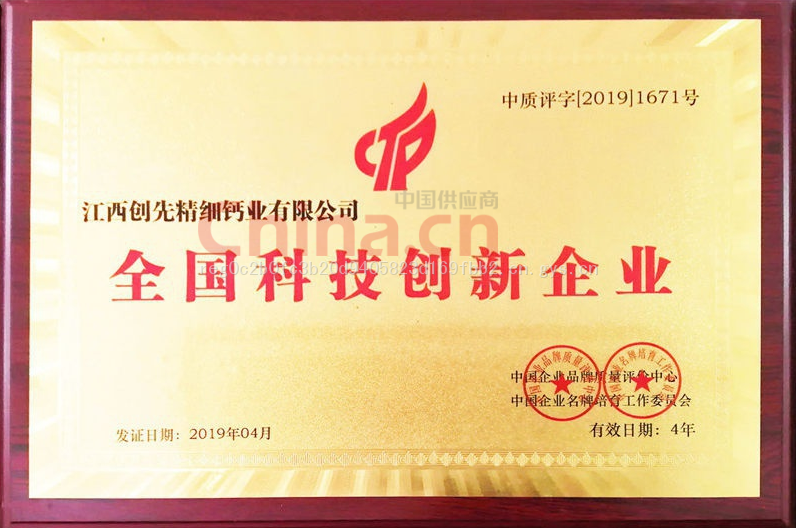 中质评字[2019]1671号
CTP
中国供应商
江西创先精细钙业有限公司
China.cn
全国科技创新企业
中国企业品牌质量评价中心
中国企业名牌培育工作委员会
发证日期：2019年04月
有效日期：4年